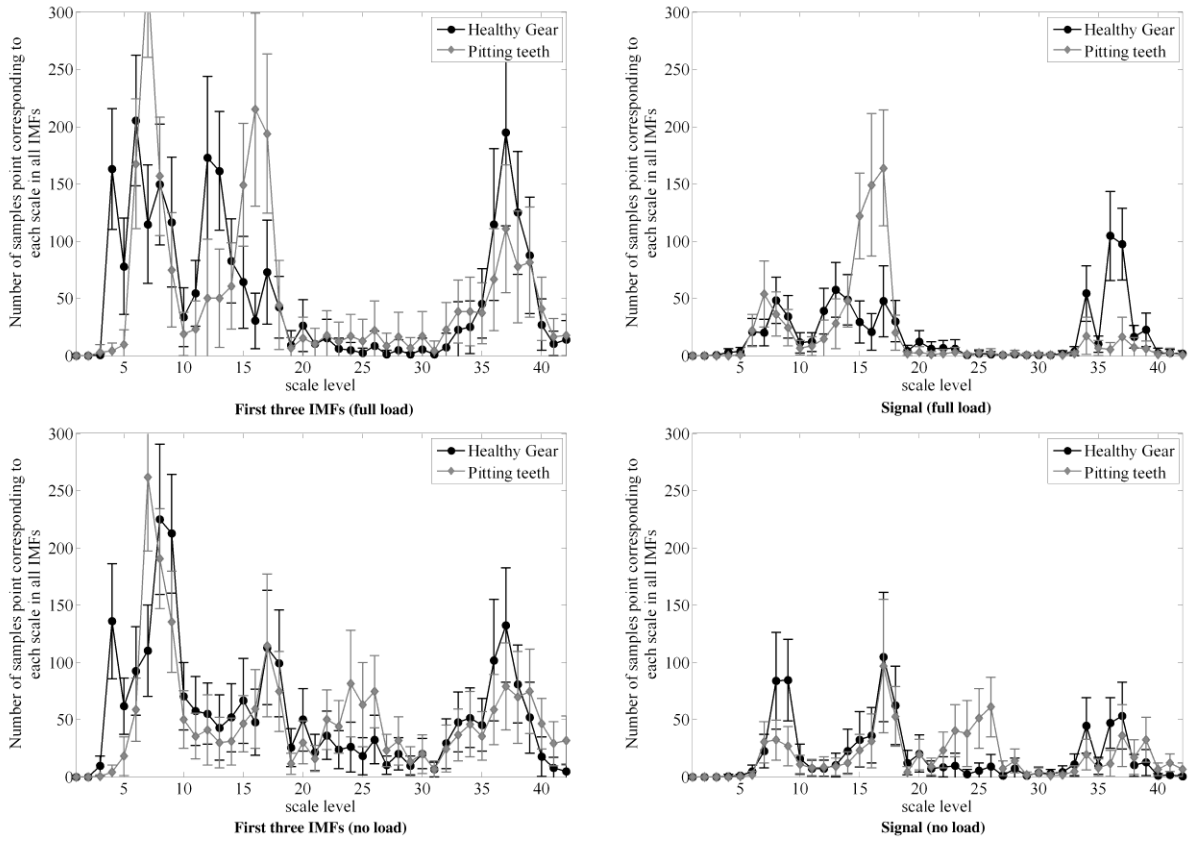 Number of samples point corresponding to
each scale in all IMFs
300
250
200
150
100
50
0
Healthy Gear
Pitting teeth
5 10 15 20 25 30 35 40
scale level
First three IMFs (full load)
Number of samples point corresponding to
each scale in all IMFs
300
250
200
150
100
50
0
Healthy Gear
Pitting teeth
5 10 15 20 25 30 35 40
scale level
Signal (full load)
Number of samples point corresponding to
each scale in all IMFs
300
250
200
150
100
50
0
Healthy Gear
Pitting teeth
5 10 15 20 25 30 35 40
scale level
First three IMFs (no load)
Number of samples point corresponding to
each scale in all IMFs
300
250
200
150
100
50
0
Healthy Gear
Pitting teeth
5 10 15 20 25 30 35 40
scale level
Signal (no load)